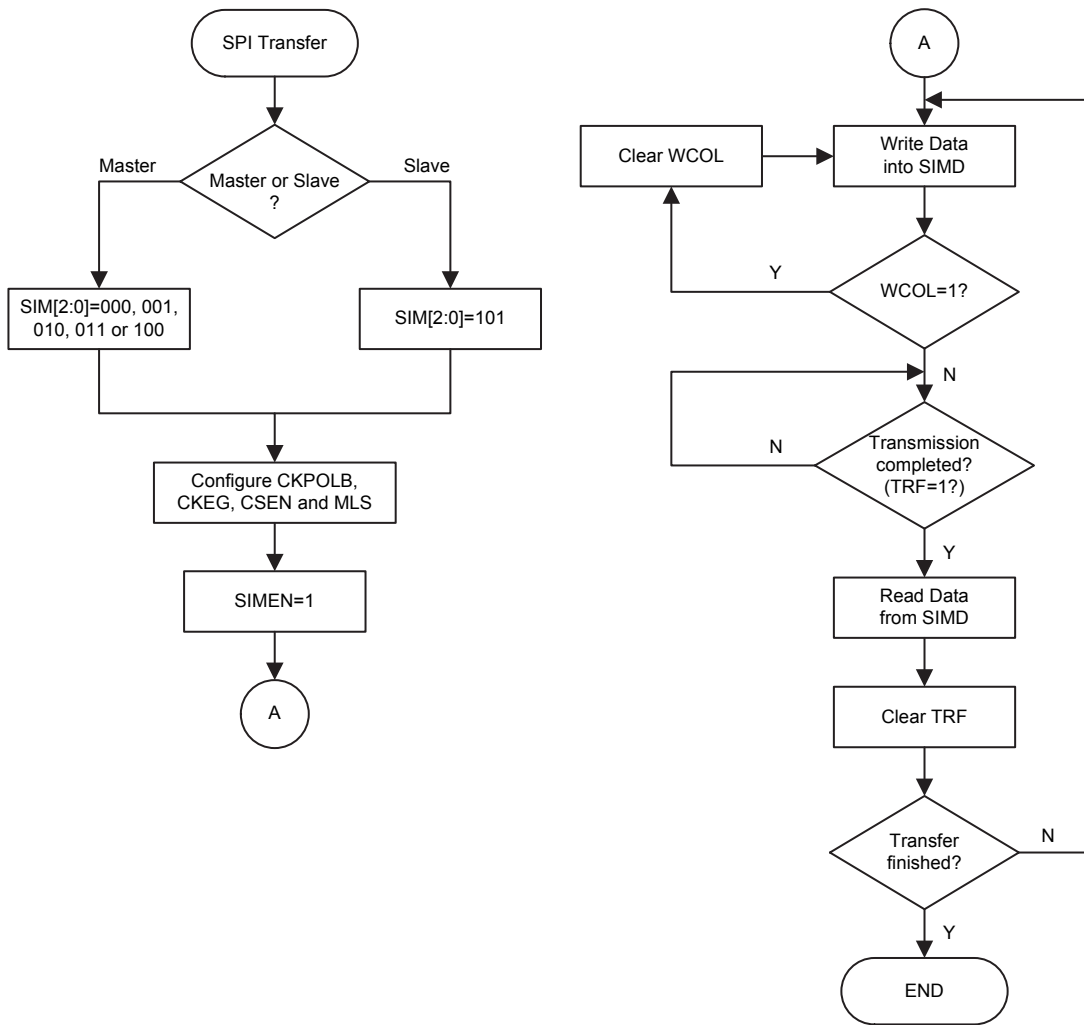 SPI Transfer
Master
Slave
Master or Slave
?
SIM[2:0]=000, 001,
010, 011 or 100
SIM[2:0]=101
Configure CKPOLB,
CKEG, CSEN and MLS
SIMEN=1
A
A
Clear WCOL
Write Data
into SIMD
Y
WCOL=1?
N
N
Transmission
completed?
(TRF=1?)
Y
Read Data
from SIMD
Clear TRF
Transfer
finished?
N
Y
END